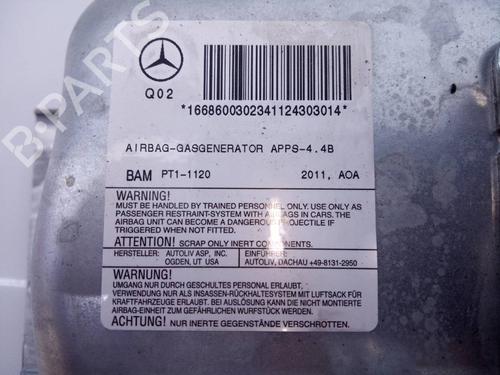 B-PARTS
Q02
*1668600302341124303014*
AIRBAG-GASGENERATOR APPS-4.4B
BAM PT1-1120 2011, AOA
WARNING!
MUST BE HANDLED BY TRAINED PERSONNEL ONLY. USE ONLY AS
PASSENGER RESTRAINT-SYSTEM WITH AIRBAGS IN CARS. THE
AIRBAG UNIT CAN BECOME A DANGEROUS PROJECTILE IF
TRIGGERED WHEN NOT FITTED.
ATTENTION! SCRAP ONLY INERT COMPONENTS.
HERSTELLER: AUTOLIV ASP, INC. EINFÜHRER:
OGDEN, UT USA AUTOLIV, DACHAU +49-8131-2950
WARNUNG!
UMGANG NUR DURCH GESCHULTES PERSONAL ERLAUBT.
VERWENDUNG NUR ALS INSASSEN-RÜCKHALTESYSTEM MIT LUFTSACK FÜR
KRAFTFAHRZEUGE ERLAUBT. BEI AUSLÖSUNG KANN DIE NICHT MONTIERTE
AIRBAG-EINHEIT ZUM GEFÄHRLICHEN WURFSTÜCK WERDEN.
ACHTUNG! NUR INERTE GEGENSTÄNDE VERSCHROTTEN.